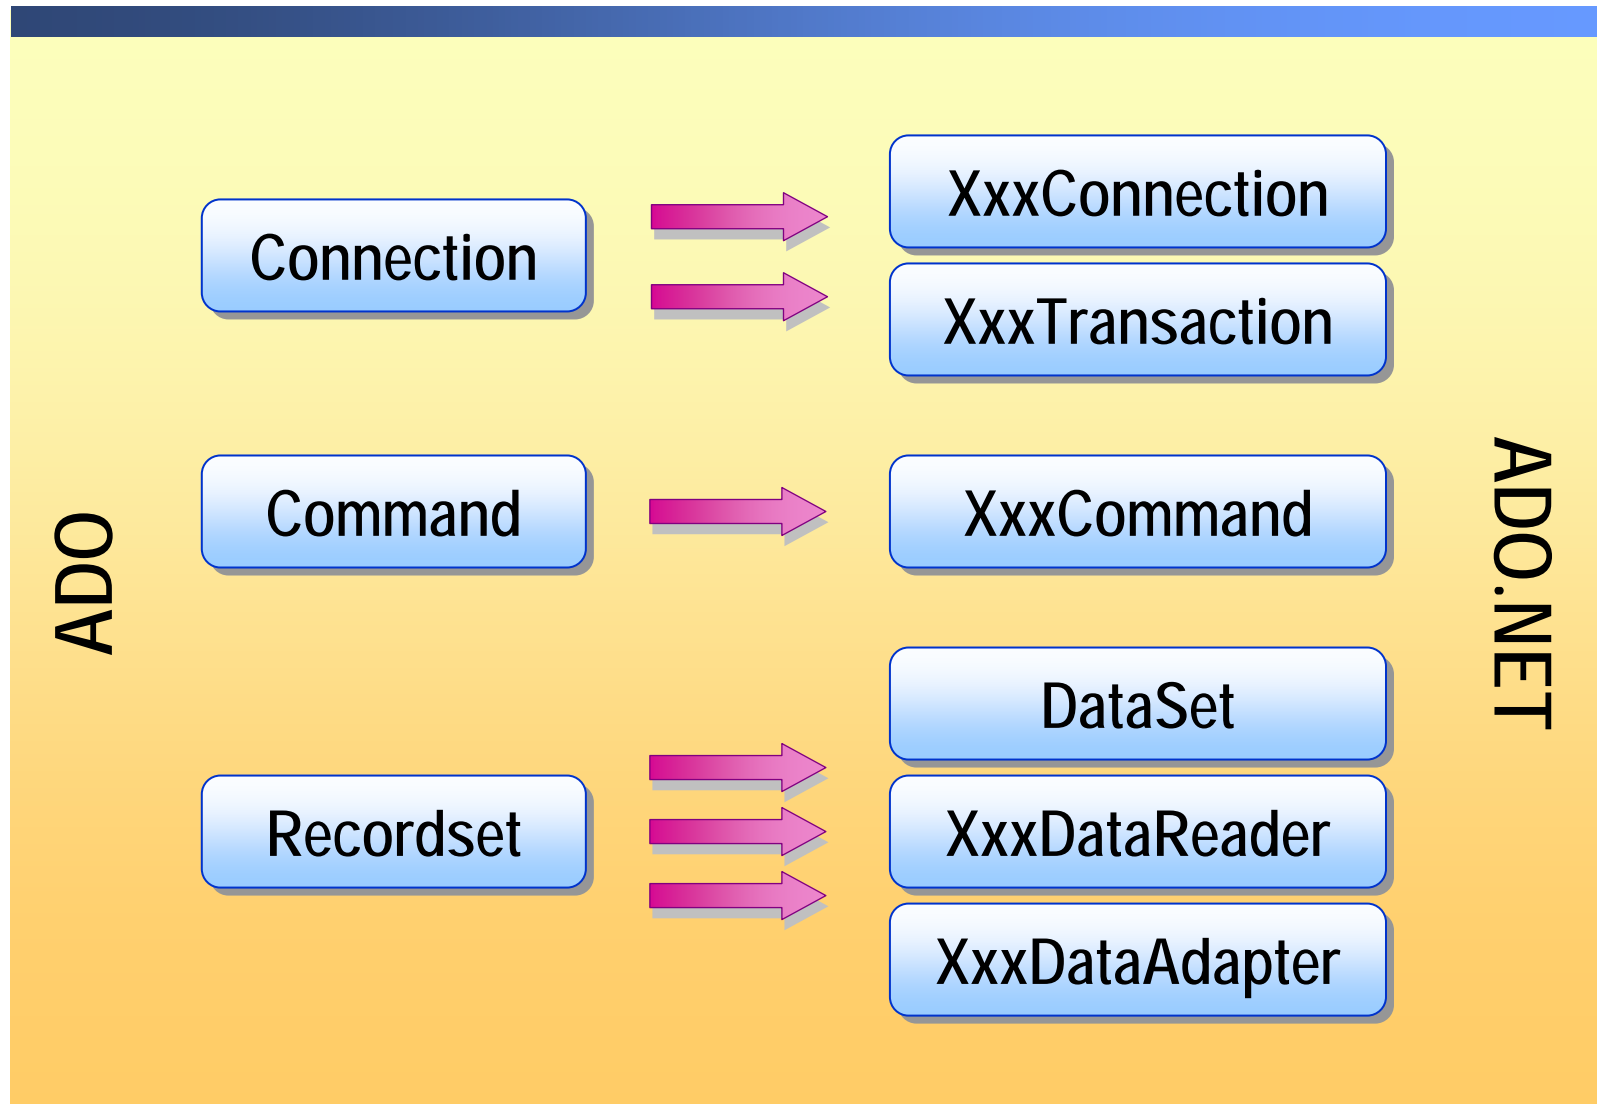 ADO
Connection
XxxConnection
XxxTransaction
Command
XxxCommand
Recordset
DataSet
XxxDataReader
XxxDataAdapter
ADO.NET